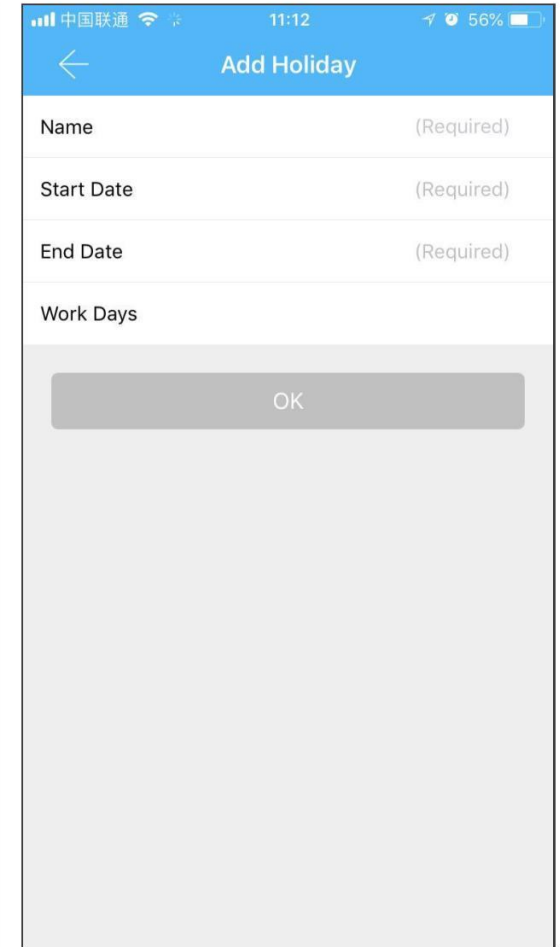 中国联通 11:12 56%
Add Holiday
Name (Required)
Start Date (Required)
End Date (Required)
Work Days
OK